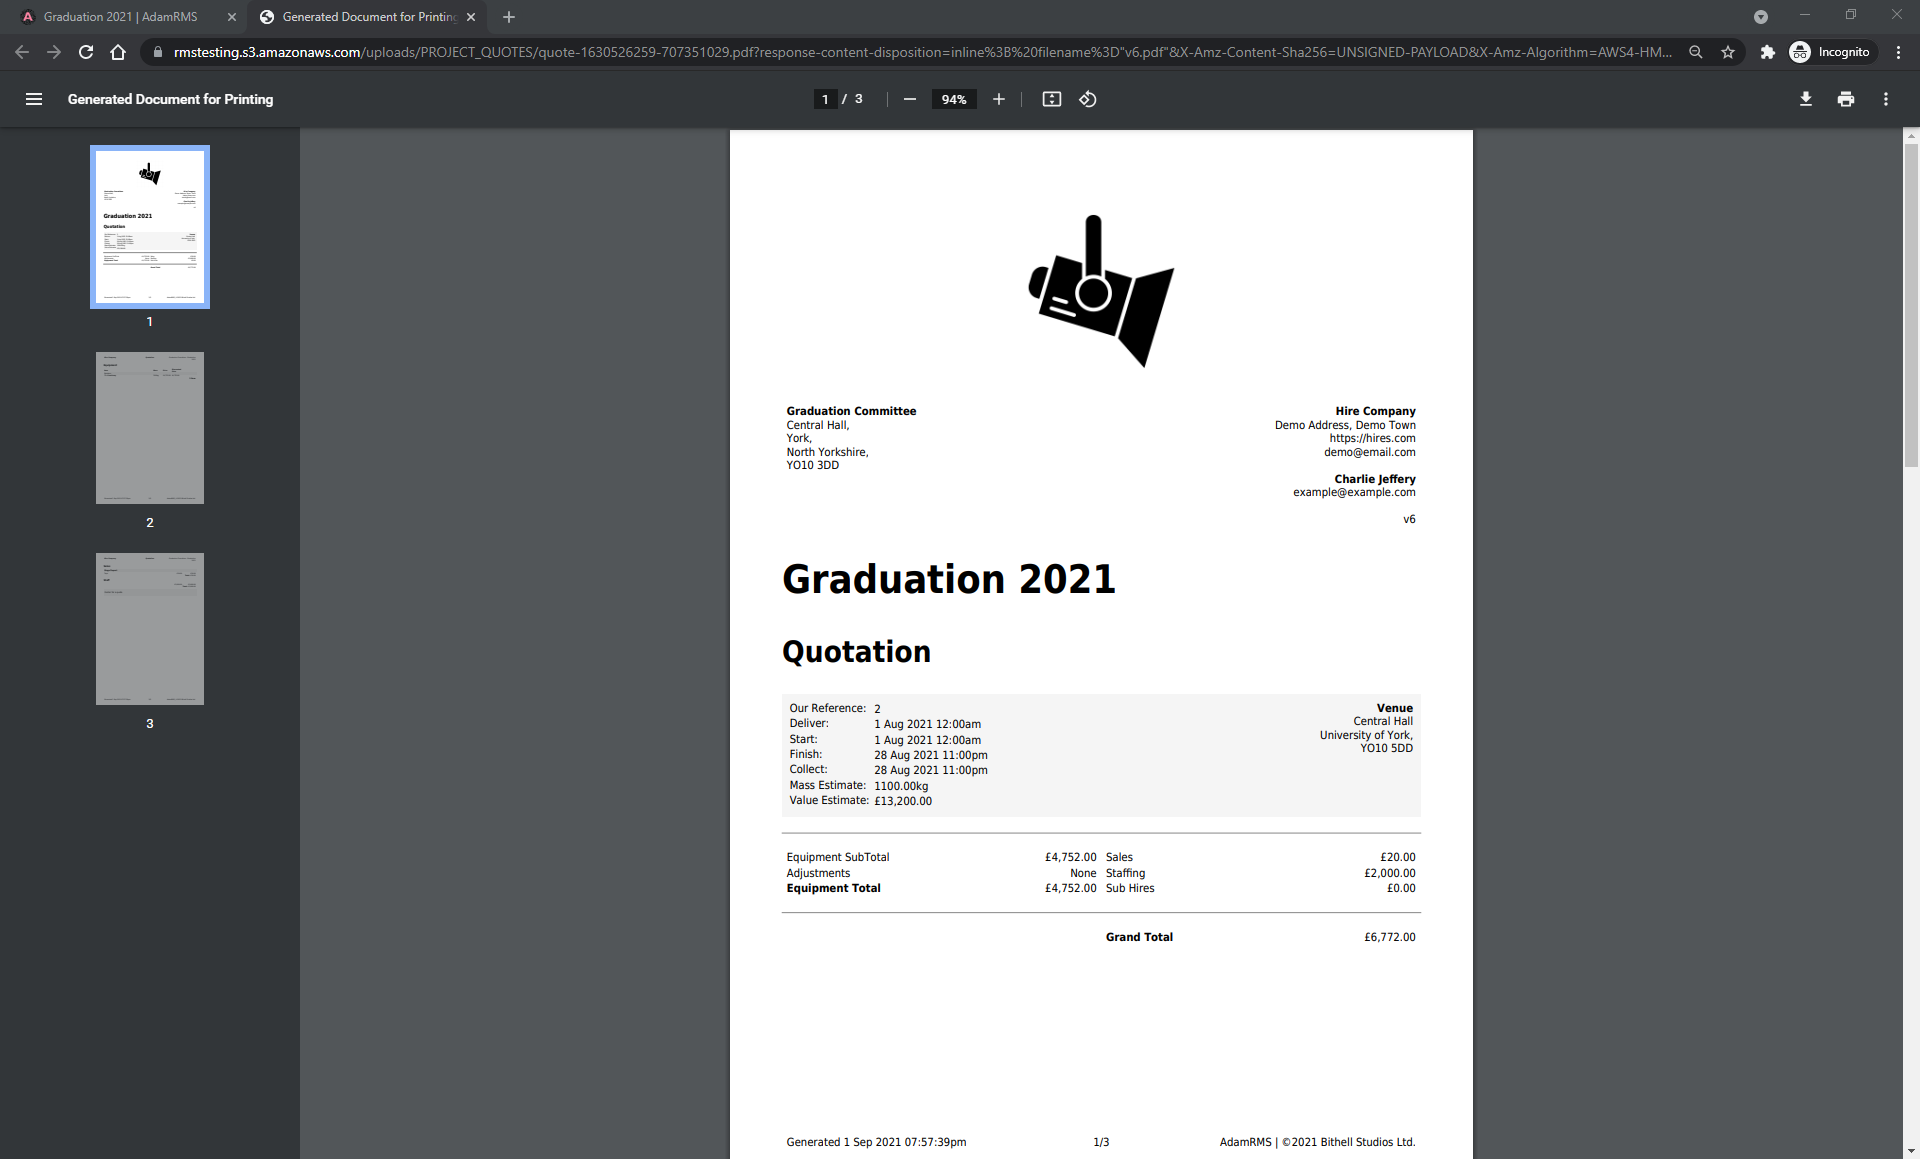 A Graduation 2021 | AdamRMS
Generated Document for Printing
rmstesting.s3.amazonaws.com/uploads/PROJECT_QUOTES/quote-1630526259-707351029.pdf?response-content-disposition=inline%3B%20filename%3D"v6.pdf"&X-Amz-Content-Sha256=UNSIGNED-PAYLOAD&X-Amz-Algorithm=AWS4-HM...
Incognito
Generated Document for Printing
1 / 3
94%
Graduation 2021
Quotation
1
2
3
Graduation Committee
Central Hall,
York,
North Yorkshire,
YO10 3DD
Hire Company
Demo Address, Demo Town
https://hires.com
demo@email.com
Charlie Jeffery
example@example.com
v6
Graduation 2021
Quotation
Our Reference: 2
Deliver: 1 Aug 2021 12:00am
Start: 1 Aug 2021 12:00am
Finish: 28 Aug 2021 11:00pm
Collect: 28 Aug 2021 11:00pm
Mass Estimate: 1100.00kg
Value Estimate: £13,200.00
Venue
Central Hall
University of York,
YO10 5DD
Equipment SubTotal £4,752.00 Sales £20.00
Adjustments None Staffing £2,000.00
Equipment Total £4,752.00 Sub Hires £0.00
Grand Total £6,772.00
Generated 1 Sep 2021 07:57:39pm 1/3 AdamRMS | ©2021 Bithell Studios Ltd.